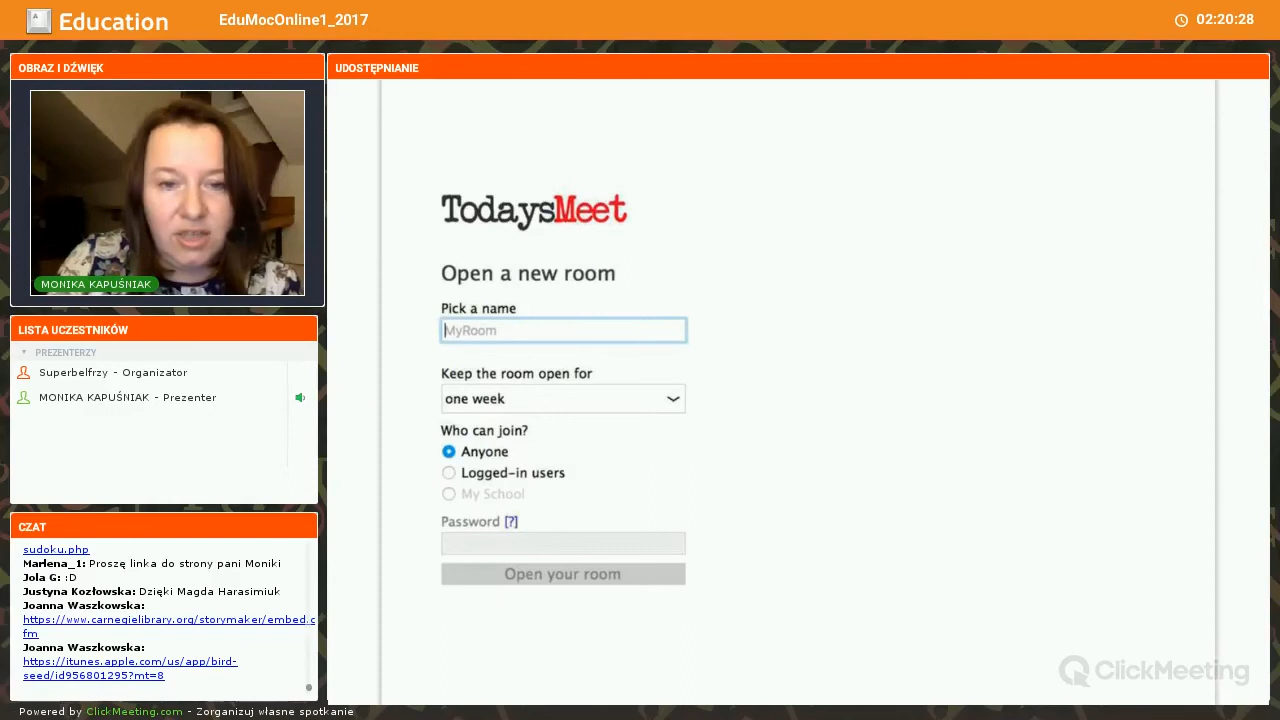 A
Education
EduMocOnline1_2017
02:20:28
OBRAZ I DŹWIĘK
MONIKA KAPUŚNIAK
LISTA UCZESTNIKÓW
PREZENTERZY
Superbelfrzy - Organizator
MONIKA KAPUŚNIAK - Prezenter
CZAT
sudoku.php
Marlena_1: Proszę linka do strony pani Moniki
Jola G: :D
Justyna Kozłowska: Dzięki Magda Harasimiuk
Joanna Waszkowska:
https://www.carnegielibrary.org/storymaker/embed.c
fm
Joanna Waszkowska:
https://itunes.apple.com/us/app/bird-
seed/id956801295?mt=8
UDOSTĘPNIANIE
TodaysMeet
Open a new room
Pick a name
MyRoom
Keep the room open for
one week
Who can join?
Anyone
Logged-in users
My School
Password [?]
Open your room
ClickMeeting
Powered by ClickMeeting.com - Zorganizuj własne spotkanie